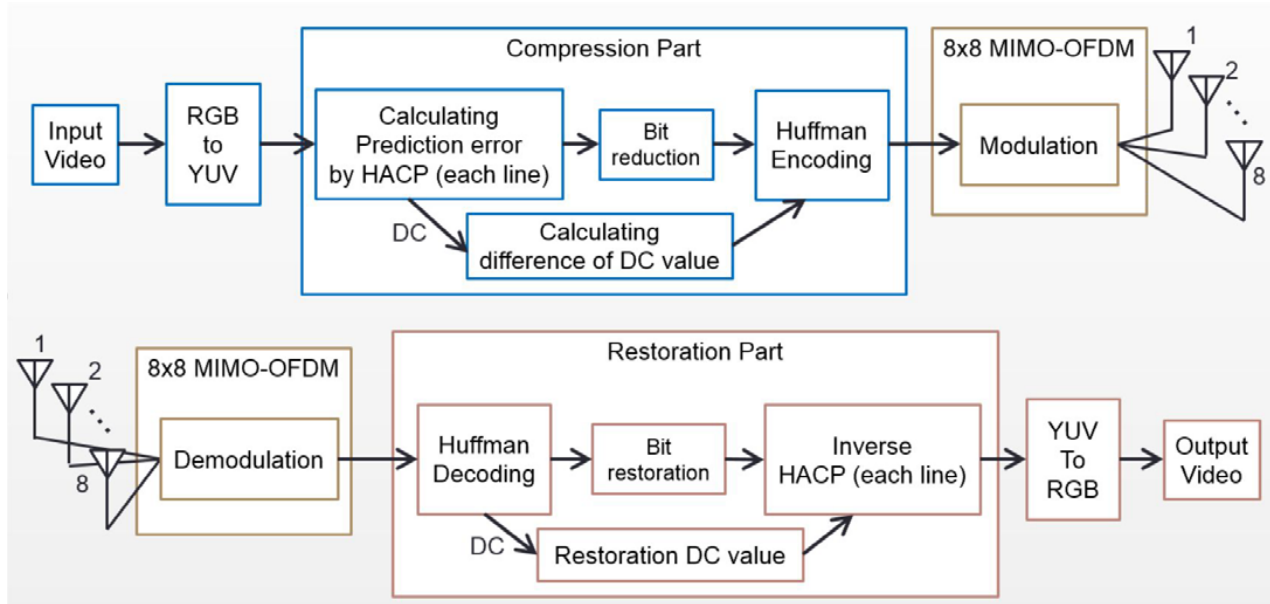 Compression Part
8x8 MIMO-OFDM
1
2
8
Input
Video
RGB
to
YUV
Calculating
Prediction error
by HACP (each line)
Bit
reduction
Huffman
Encoding
Modulation
DC
Calculating
difference of DC value
1
2
8
8x8 MIMO-OFDM
Demodulation
Restoration Part
Huffman
Decoding
Bit
restoration
Inverse
HACP (each line)
DC
Restoration DC value
YUV
To
RGB
Output
Video